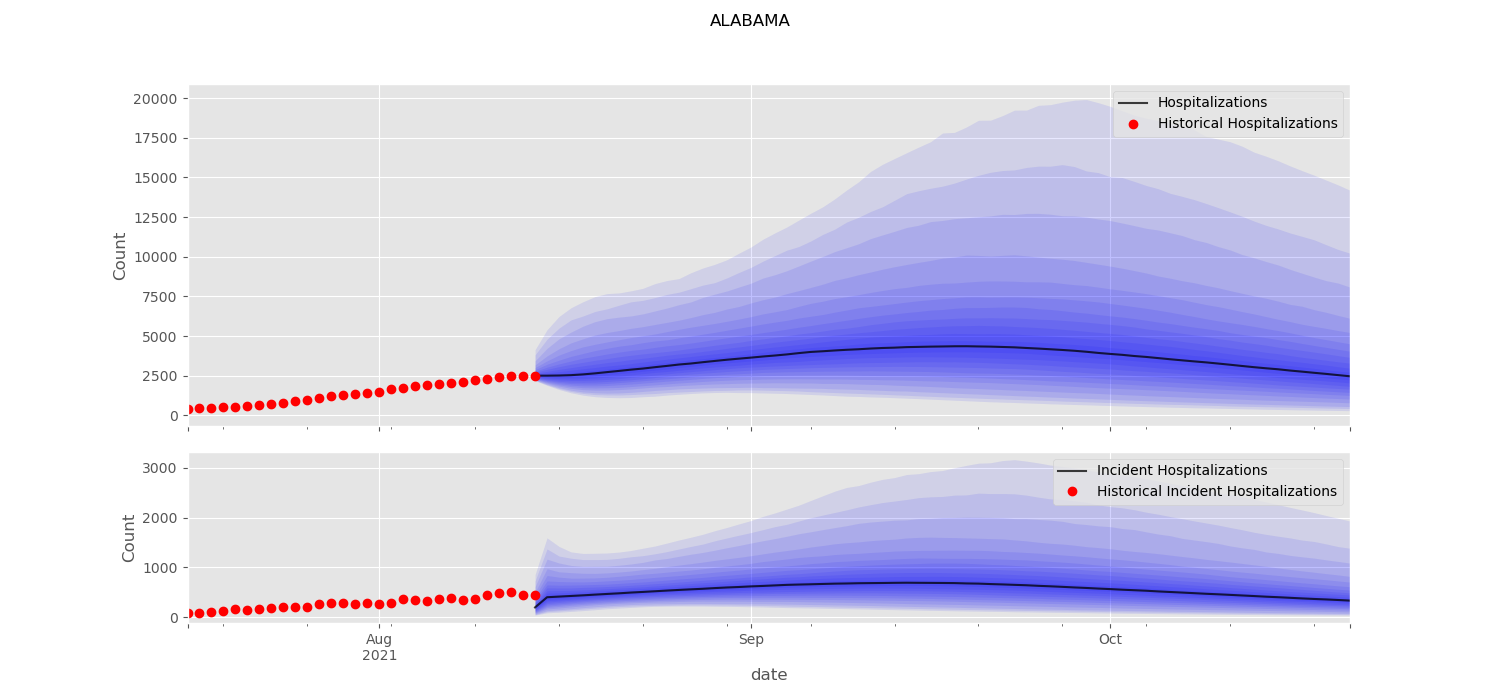 ALABAMA
20000
17500
15000
12500
10000
7500
5000
2500
0
Count
Hospitalizations
Historical Hospitalizations
3000
2000
1000
0
Count
Incident Hospitalizations
Historical Incident Hospitalizations
Aug
2021
Sep
Oct
date